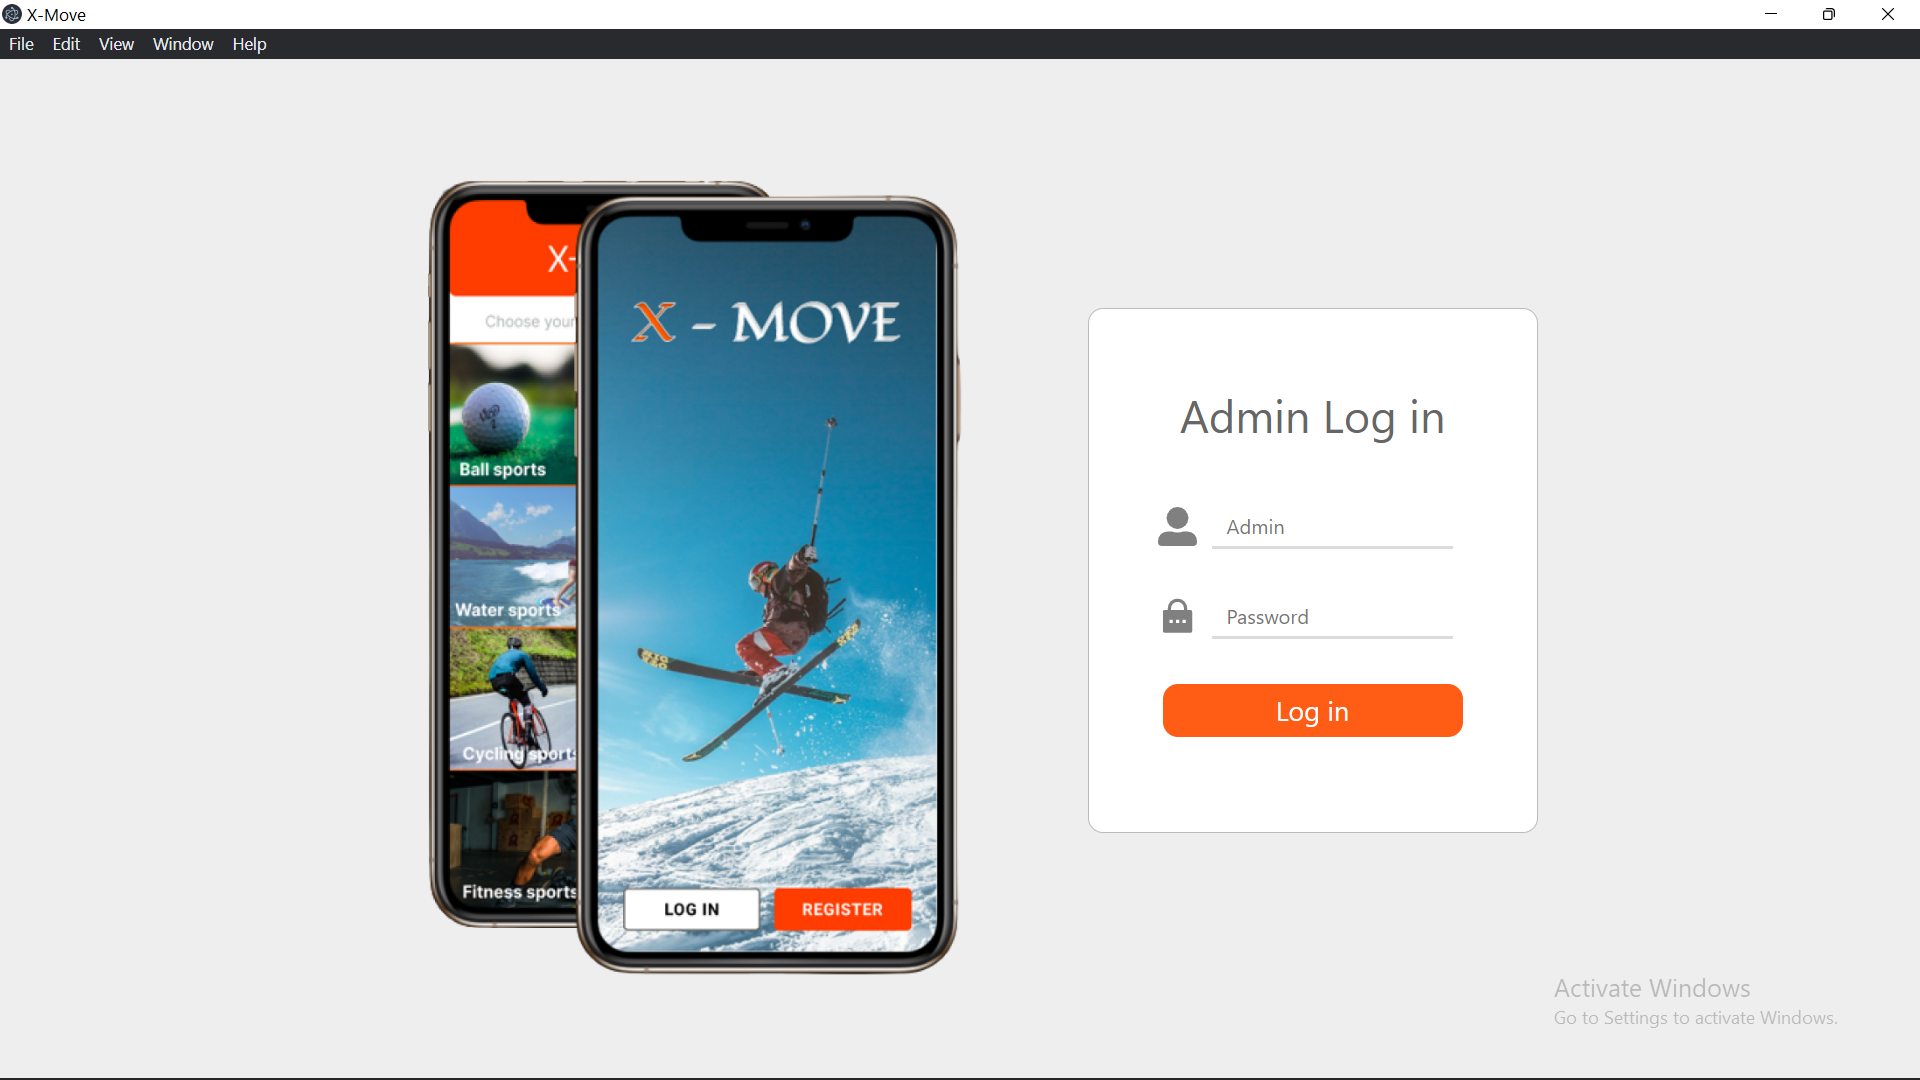 X-Move
File Edit View Window Help
X-
Choose your
Ball sports
Water sports
Cycling sports
Fitness sports
X - MOVE
LOG IN
REGISTER
Admin Log in
Admin
Password
Log in
Activate Windows
Go to Settings to activate Windows.